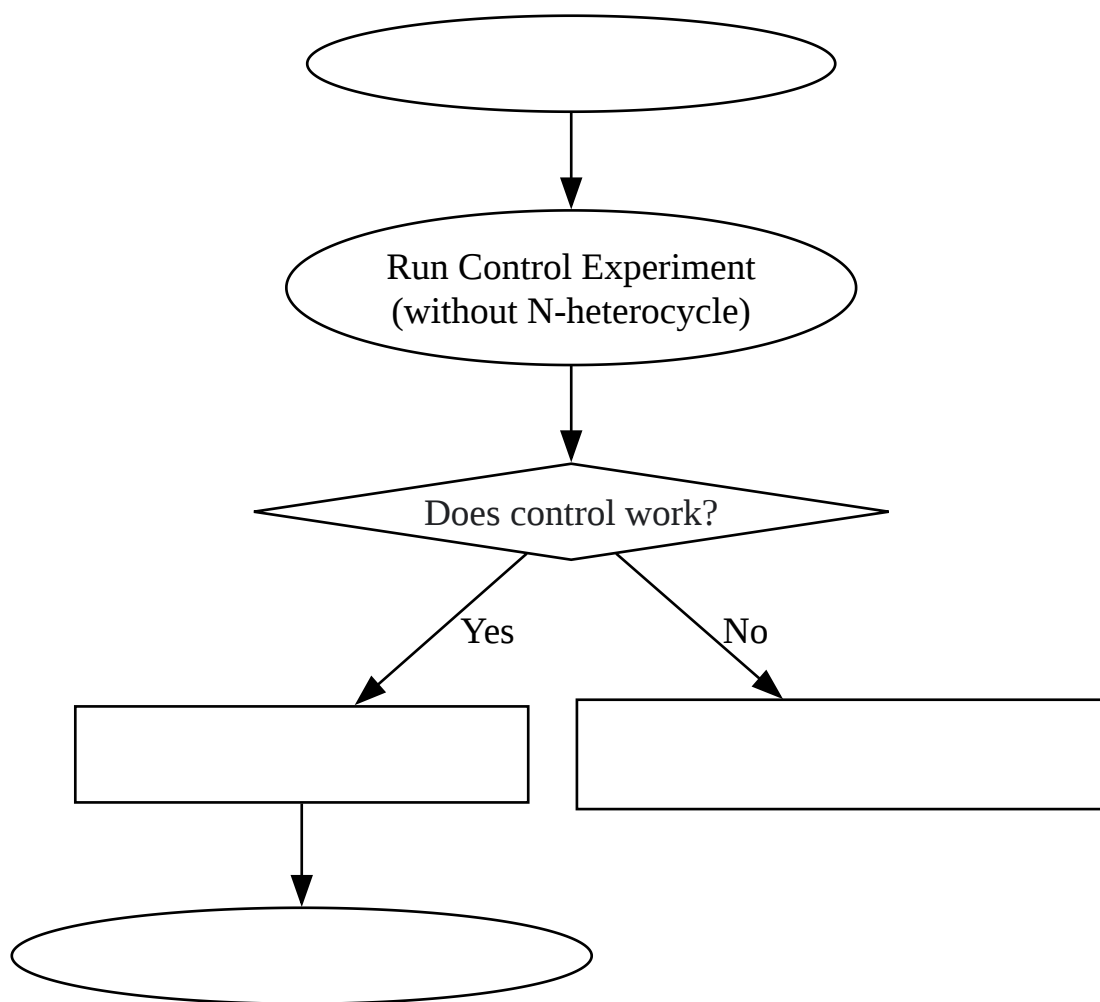 Run Control Experiment
(without N-heterocycle)
Does control work?
Yes
No